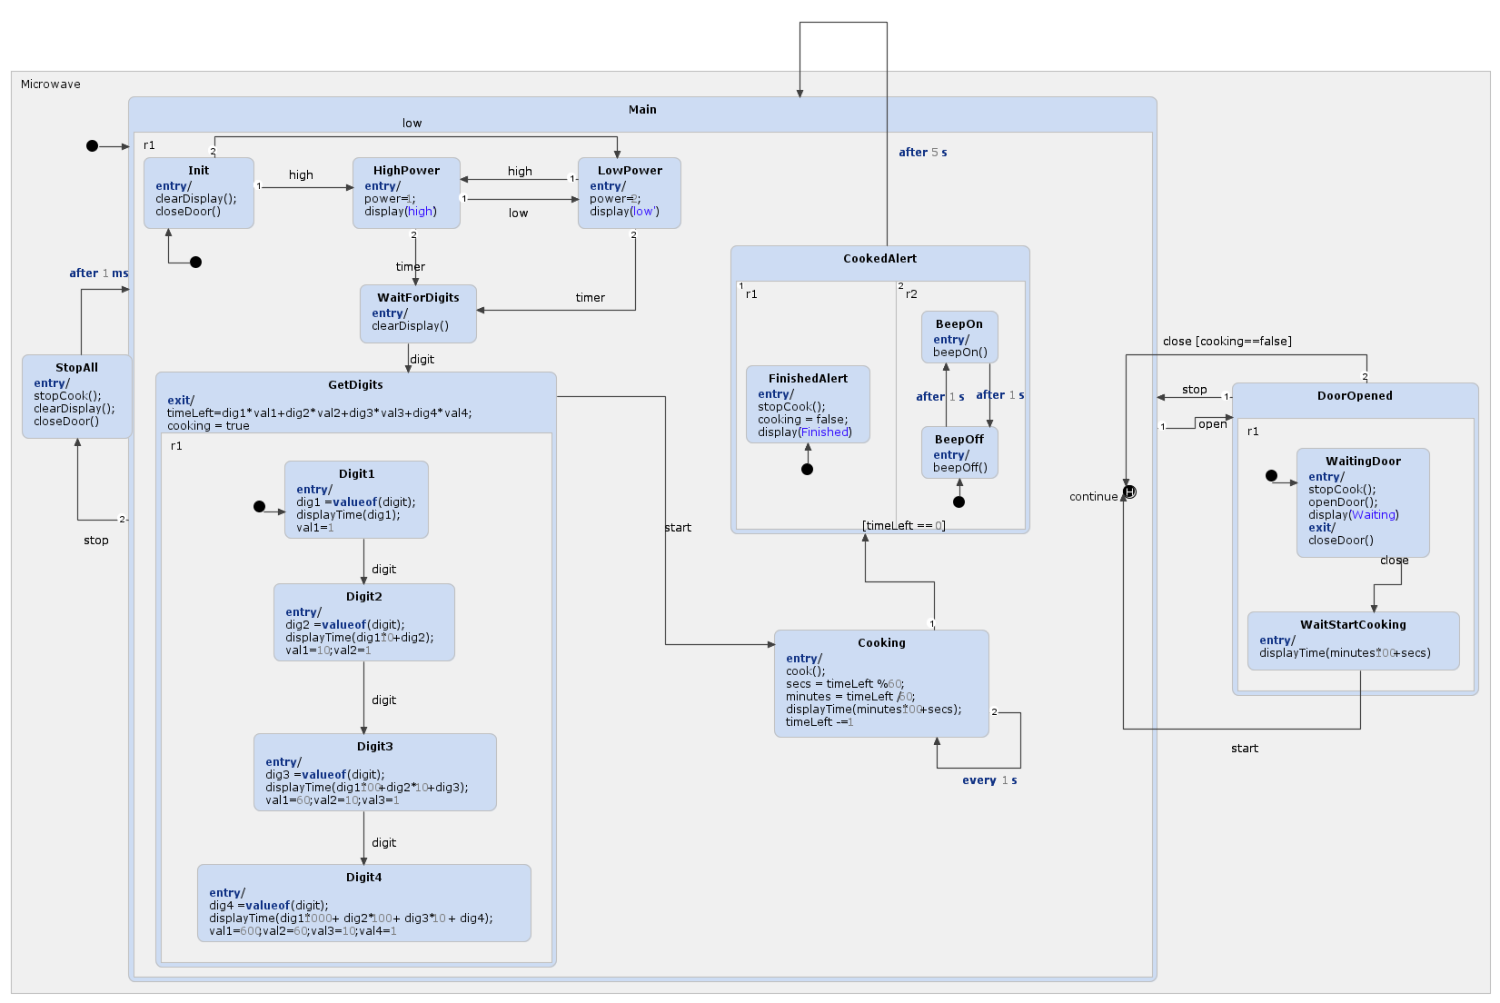 Microwave
Main
r1
low
Init
entry/
clearDisplay();
closeDoor()
2
1
high
HighPower
entry/
power=1;
display(high)
1
2
high
low
1
LowPower
entry/
power=2;
display(low')
2
timer
timer
WaitForDigits
entry/
clearDisplay()
digit
after 1 ms
StopAll
entry/
stopCook();
clearDisplay();
closeDoor()
2
stop
GetDigits
exit/
timeLeft=dig1*val1+dig2*val2+dig3*val3+dig4*val4;
cooking = true
r1
Digit1
entry/
dig1 =valueof(digit);
displayTime(dig1);
val1=1
digit
Digit2
entry/
dig2 =valueof(digit);
displayTime(dig1*10+dig2);
val1=10;val2=1
digit
Digit3
entry/
dig3 =valueof(digit);
displayTime(dig1*100+dig2*10+dig3);
val1=60;val2=10;val3=1
digit
Digit4
entry/
dig4 =valueof(digit);
displayTime(dig1*1000+ dig2*100+ dig3*10 + dig4);
val1=600;val2=60;val3=10;val4=1
start
after 5 s
CookedAlert
1
r1
FinishedAlert
entry/
stopCook();
cooking = false;
display(Finished)
2
r2
BeepOn
entry/
beepOn()
after 1 s
after 1 s
BeepOff
entry/
beepOff()
[timeLeft == 0]
1
Cooking
entry/
cook();
secs = timeLeft %60;
minutes = timeLeft /60;
displayTime(minutes*100+secs);
timeLeft -=1
2
every 1 s
close [cooking==false]
2
stop
1
1
open
continue
H
DoorOpened
r1
WaitingDoor
entry/
stopCook();
openDoor();
display(Waiting)
exit/
closeDoor()
close
WaitStartCooking
entry/
displayTime(minutes*100+secs)
start